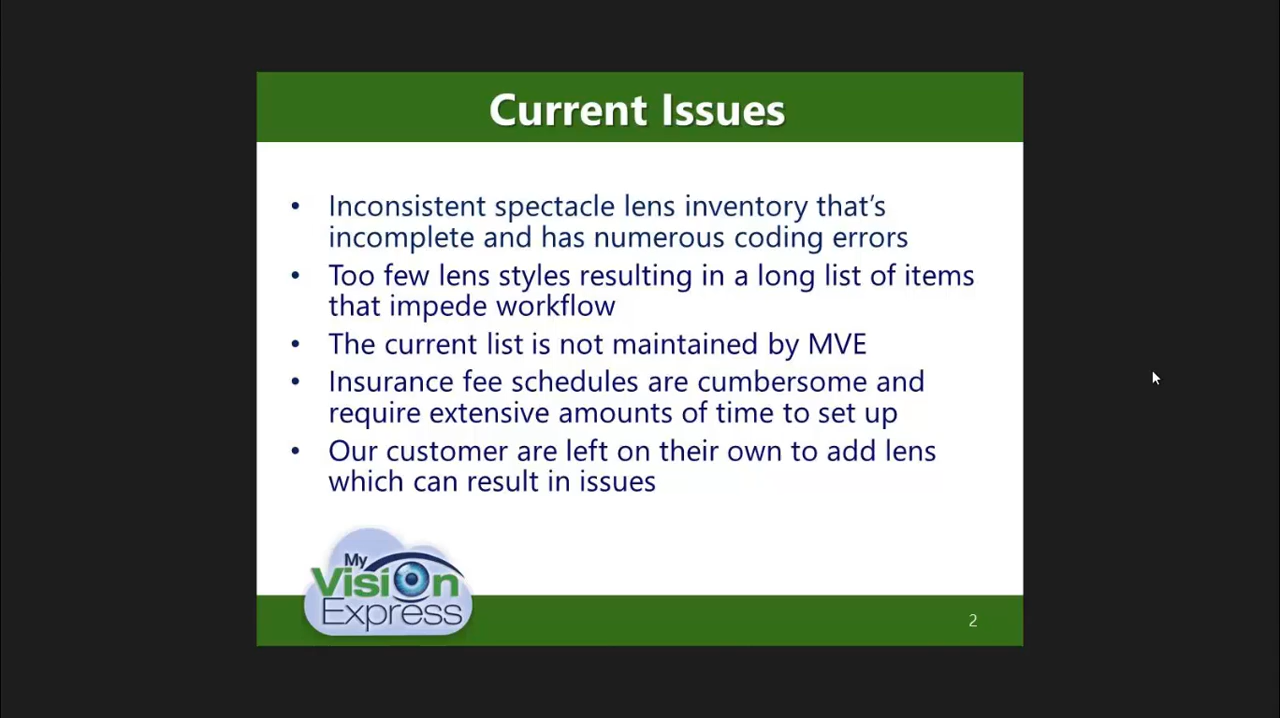 Current Issues
• Inconsistent spectacle lens inventory that's
incomplete and has numerous coding errors
• Too few lens styles resulting in a long list of items
that impede workflow
• The current list is not maintained by MVE
• Insurance fee schedules are cumbersome and
require extensive amounts of time to set up
• Our customer are left on their own to add lens
which can result in issues
My
Vision
Express
2